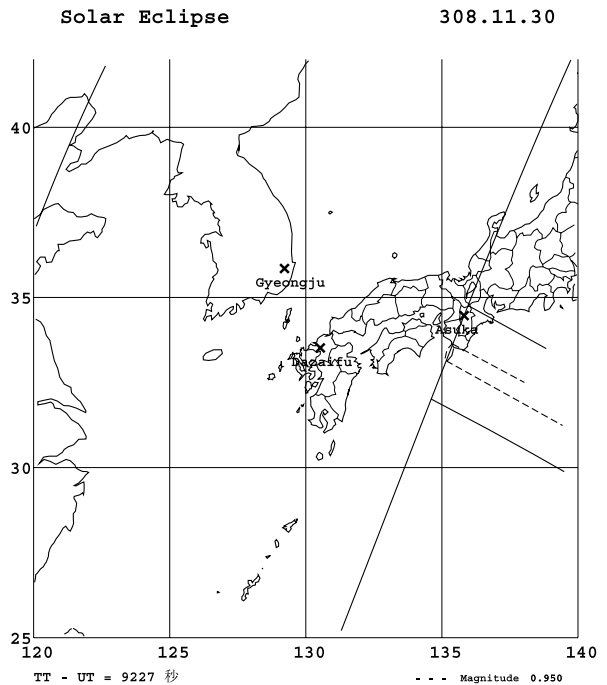 Solar Eclipse 308.11.30
40
Gyeongju
35
Asuka
Dazaifu
30
25
120 125 130 135 140
TT - UT = 9227 秒 - - - Magnitude 0.950